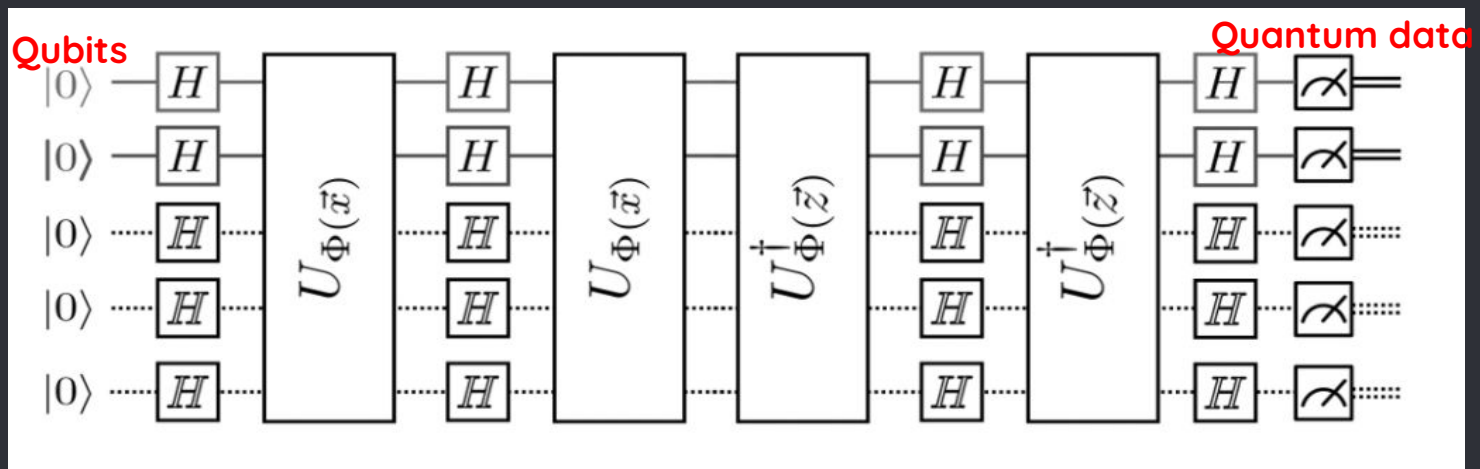 Qubits
Quantum data
|0⟩ H H H H
|0⟩ H H H H
|0⟩ ℍ ℍ ℍ ℍ
|0⟩ ℍ ℍ ℍ ℍ
|0⟩ ℍ ℍ ℍ ℍ
U_Φ(x⃗)
U_Φ(x⃗)
U†_Φ(z⃗)
U†_Φ(z⃗)